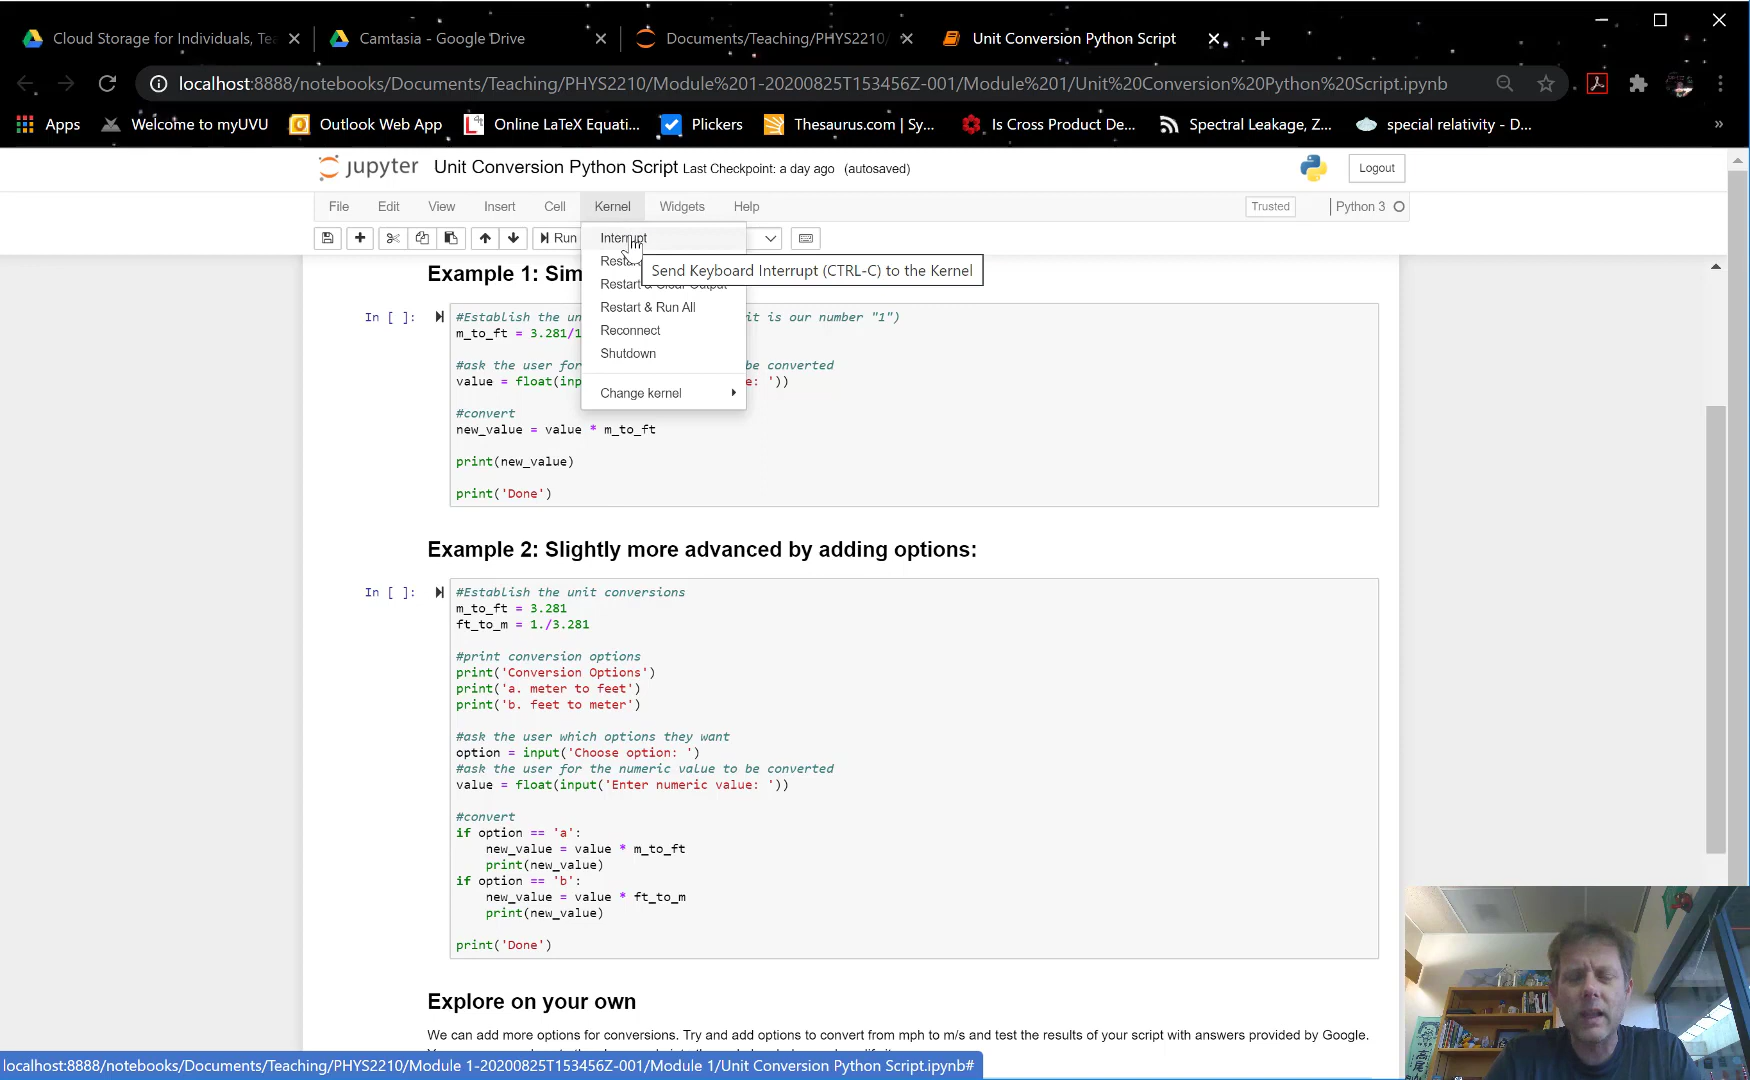 Cloud Storage for Individuals, Tea
Camtasia - Google Drive
Documents/Teaching/PHYS2210/
Unit Conversion Python Script
localhost:8888/notebooks/Documents/Teaching/PHYS2210/Module%201-20200825T153456Z-001/Module%201/Unit%20Conversion%20Python%20Script.ipynb
Apps
Welcome to myUVU
Outlook Web App
Online LaTeX Equati...
Plickers
Thesaurus.com | Sy...
Is Cross Product De...
Spectral Leakage, Z...
special relativity - D...
»
jupyter Unit Conversion Python Script Last Checkpoint: a day ago (autosaved)
Logout
File Edit View Insert Cell Kernel Widgets Help
Trusted
Python 3
Run
Interrupt
Send Keyboard Interrupt (CTRL-C) to the Kernel
Restart & Clear Output
Restart & Run All
Reconnect
Shutdown
Change kernel
Example 1: Sim
In [ ]:
#Establish the un it is our number "1")
m_to_ft = 3.281/1
#ask the user for be converted
value = float(inp e: '))
#convert
new_value = value * m_to_ft
print(new_value)
print('Done')
Example 2: Slightly more advanced by adding options:
In [ ]:
#Establish the unit conversions
m_to_ft = 3.281
ft_to_m = 1./3.281
#print conversion options
print('Conversion Options')
print('a. meter to feet')
print('b. feet to meter')
#ask the user which options they want
option = input('Choose option: ')
#ask the user for the numeric value to be converted
value = float(input('Enter numeric value: '))
#convert
if option == 'a':
new_value = value * m_to_ft
print(new_value)
if option == 'b':
new_value = value * ft_to_m
print(new_value)
print('Done')
Explore on your own
We can add more options for conversions. Try and add options to convert from mph to m/s and test the results of your script with answers provided by Google.
localhost:8888/notebooks/Documents/Teaching/PHYS2210/Module 1-20200825T153456Z-001/Module 1/Unit Conversion Python Script.ipynb#